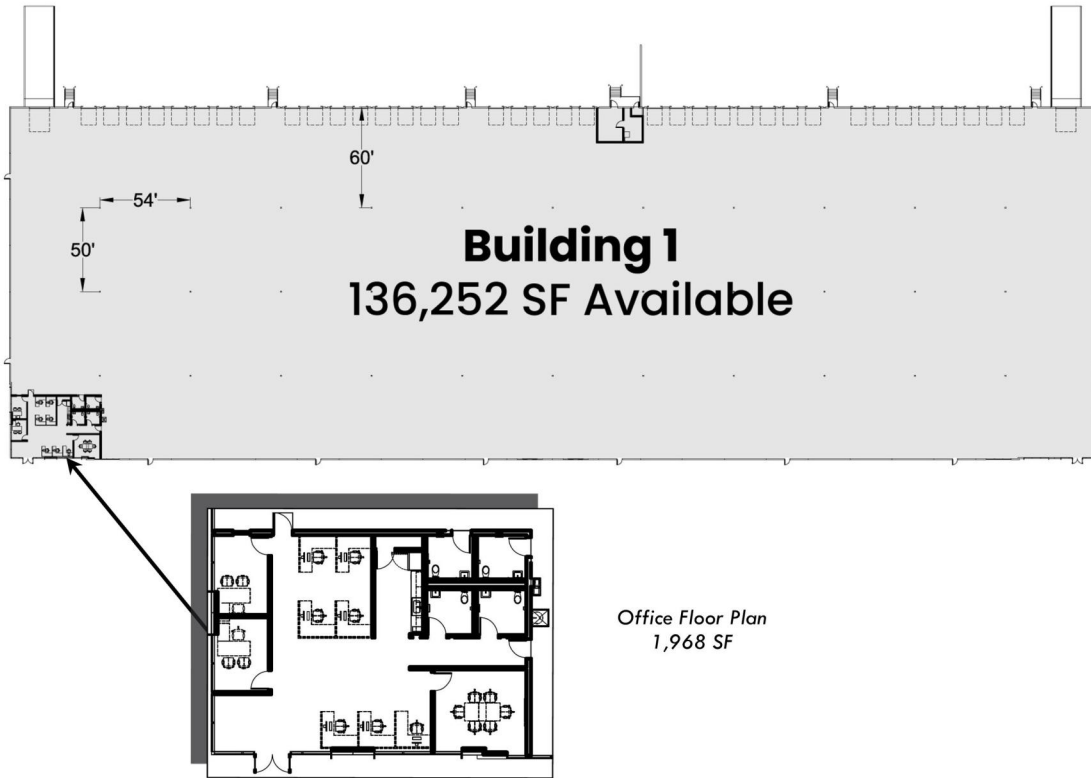 60'
54'
50'
Building 1
136,252 SF Available
Office Floor Plan
1,968 SF